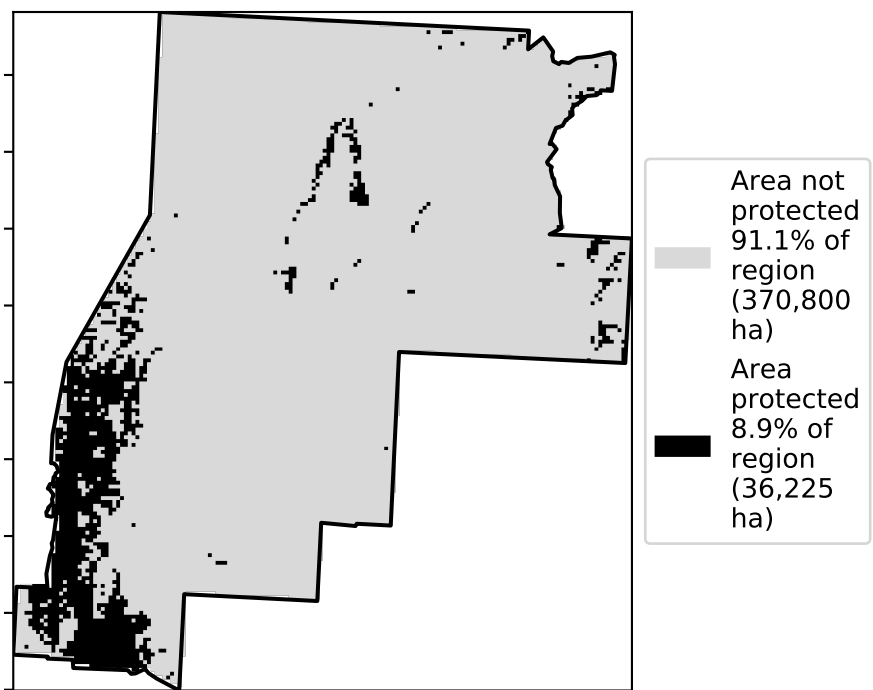 Area not
protected
91.1% of
region
(370,800
ha)
Area
protected
8.9% of
region
(36,225
ha)